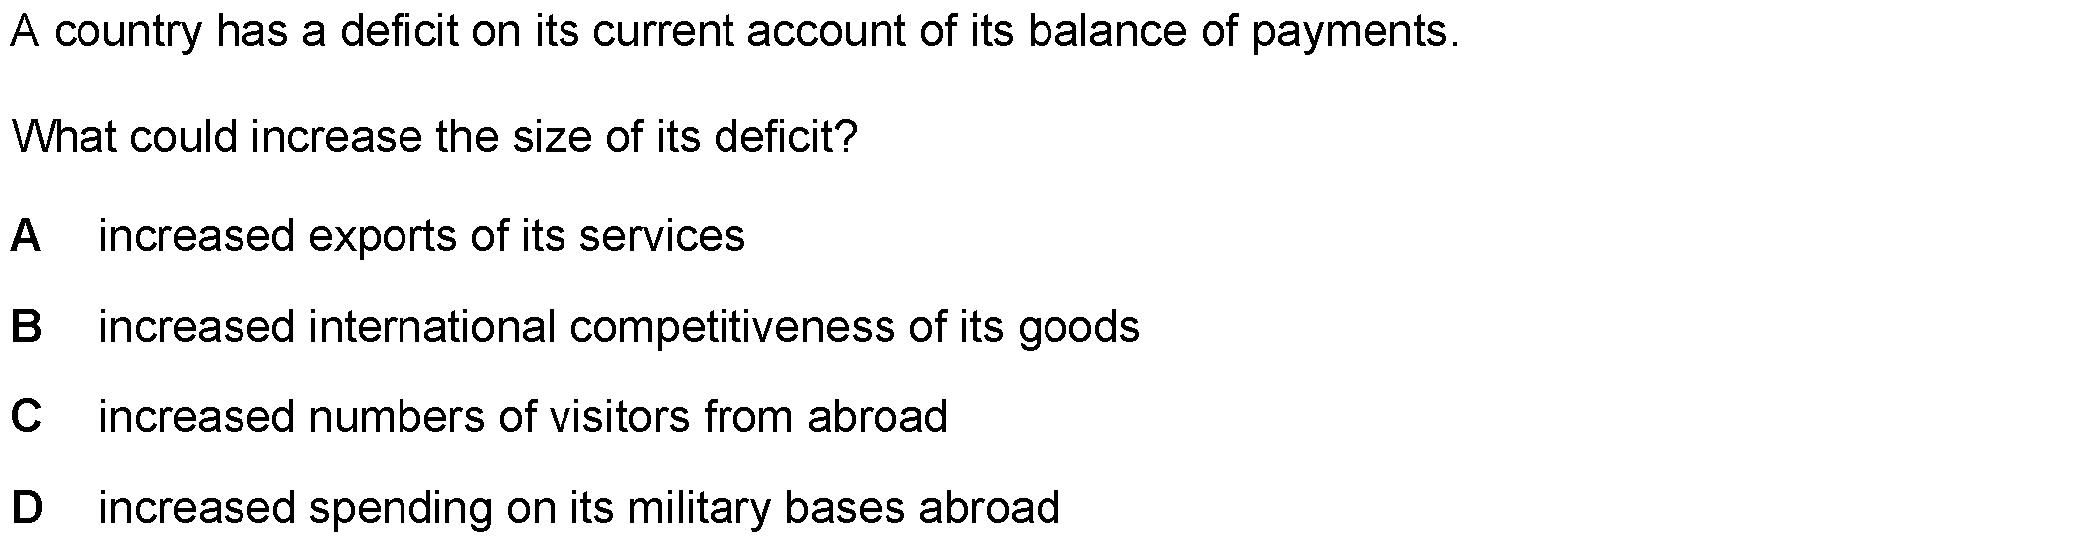 A country has a deficit on its current account of its balance of payments.
What could increase the size of its deficit?
A increased exports of its services
B increased international competitiveness of its goods
C increased numbers of visitors from abroad
D increased spending on its military bases abroad